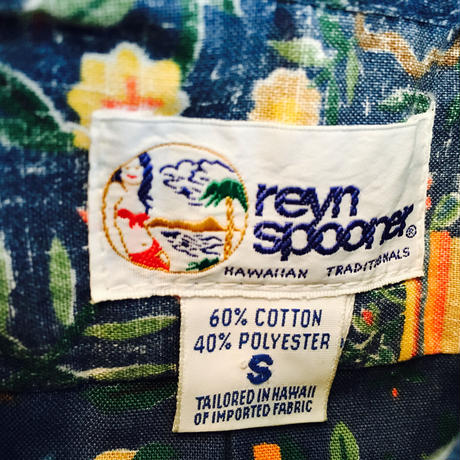 reyn
spooner®
HAWAIIAN TRADITIONALS
60% COTTON
40% POLYESTER
S
TAILORED IN HAWAII
OF IMPORTED FABRIC